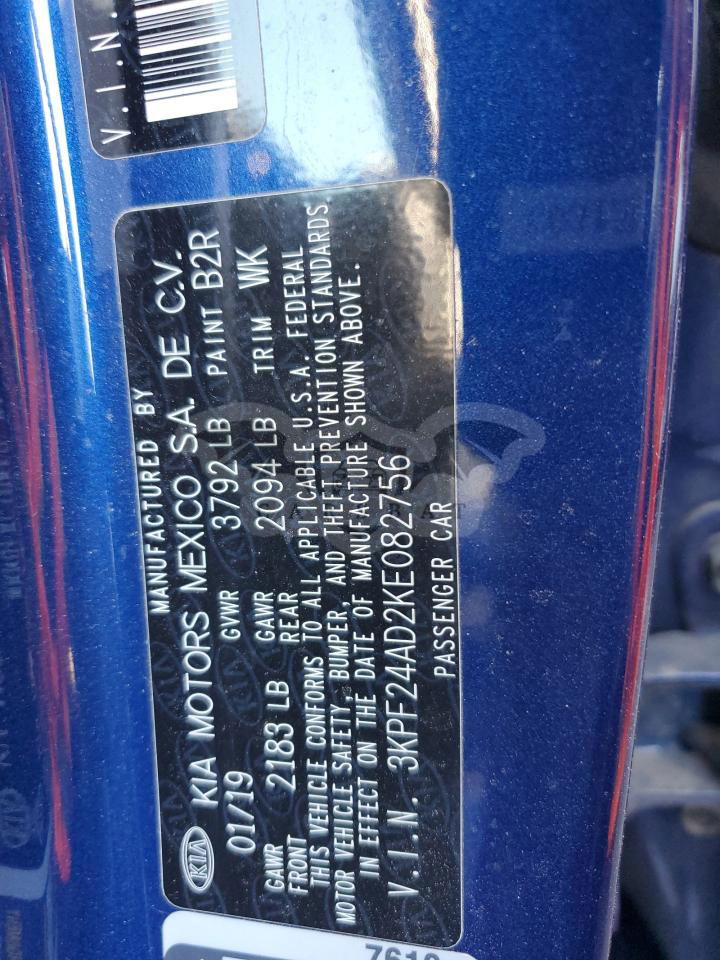 V.I.N.
MANUFACTURED BY
KIA KIA MOTORS MEXICO S.A. DE C.V.
01/19 GVWR 3792 LB PAINT B2R
GAWR FRONT 2183 LB GAWR REAR 2094 LB TRIM WK
THIS VEHICLE CONFORMS TO ALL APPLICABLE U.S.A. FEDERAL
MOTOR VEHICLE SAFETY, BUMPER, AND THEFT PREVENTION STANDARDS
IN EFFECT ON THE DATE OF MANUFACTURE SHOWN ABOVE.
V.I.N. 3KPF24AD2KE082756
PASSENGER CAR